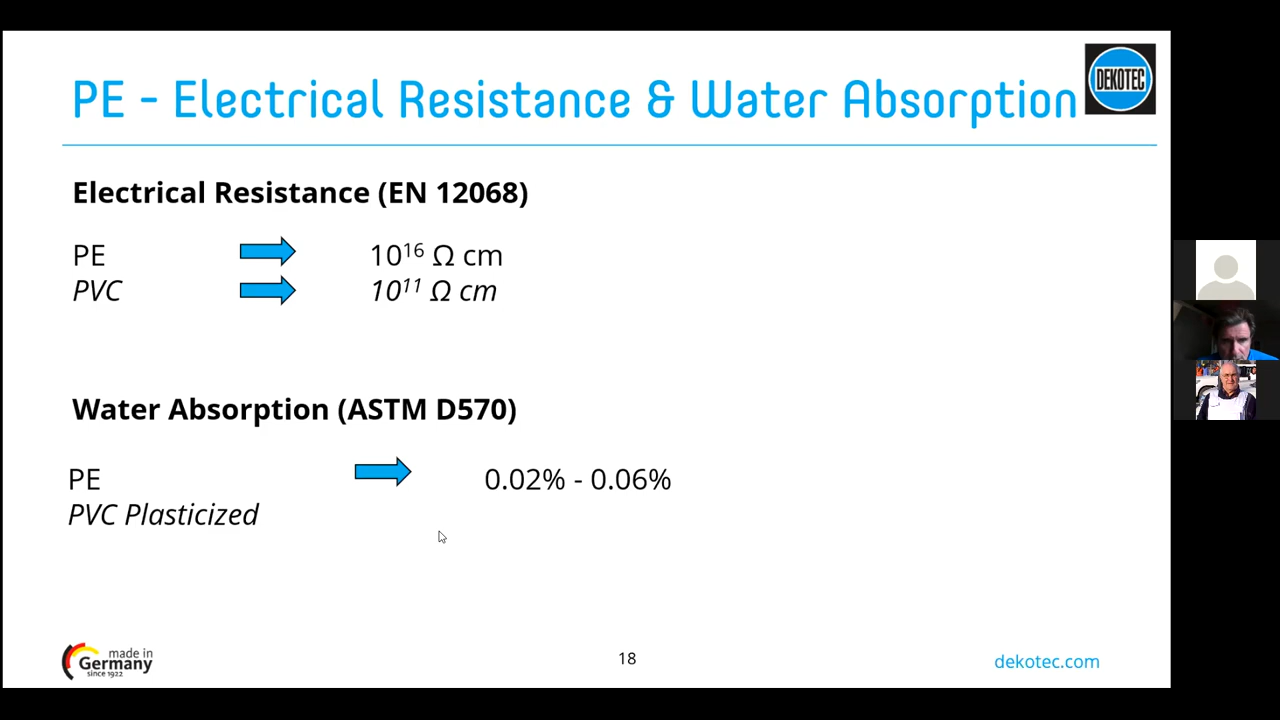 PE - Electrical Resistance & Water Absorption
DEKOTEC
Electrical Resistance (EN 12068)
PE 10¹⁶ Ω cm
PVC 10¹¹ Ω cm
Water Absorption (ASTM D570)
PE 0.02% - 0.06%
PVC Plasticized
made in
Germany
since 1922
18
dekotec.com